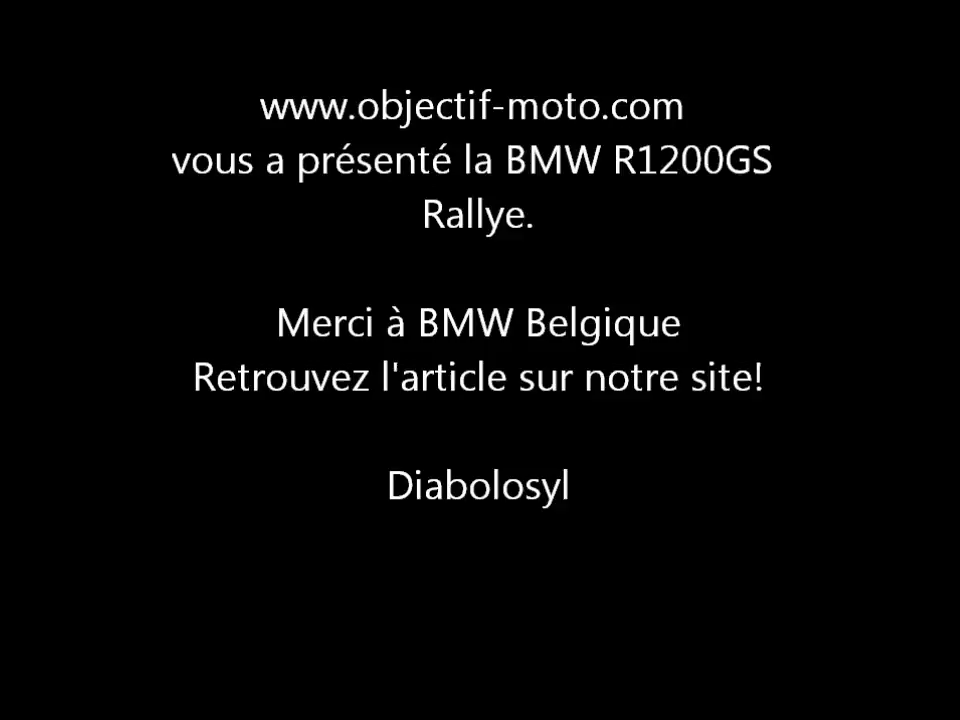 www.objectif-moto.com
vous a présenté la BMW R1200GS
Rallye.
Merci à BMW Belgique
Retrouvez l'article sur notre site!
Diabolosyl